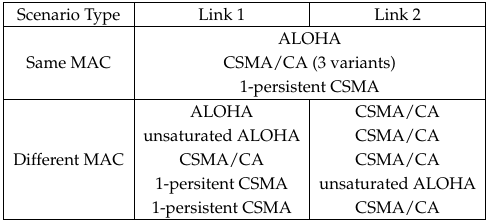 Scenario Type Link 1 Link 2
ALOHA
Same MAC CSMA/CA (3 variants)
1-persistent CSMA
ALOHA CSMA/CA
unsaturated ALOHA CSMA/CA
Different MAC CSMA/CA CSMA/CA
1-persitent CSMA unsaturated ALOHA
1-persistent CSMA CSMA/CA